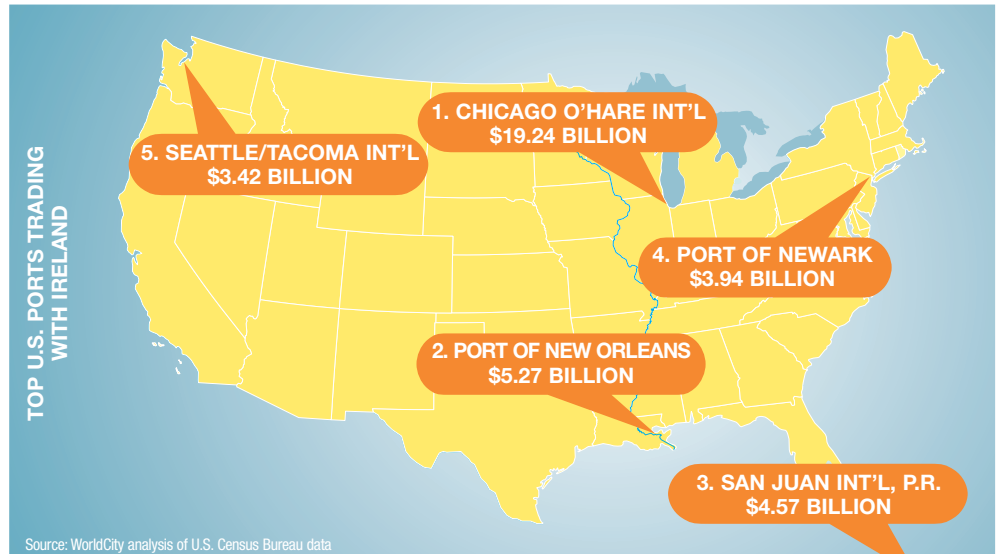 TOP U.S. PORTS TRADING
WITH IRELAND
1. CHICAGO O’HARE INT’L
$19.24 BILLION
5. SEATTLE/TACOMA INT’L
$3.42 BILLION
4. PORT OF NEWARK
$3.94 BILLION
2. PORT OF NEW ORLEANS
$5.27 BILLION
3. SAN JUAN INT’L, P.R.
$4.57 BILLION
Source: WorldCity analysis of U.S. Census Bureau data